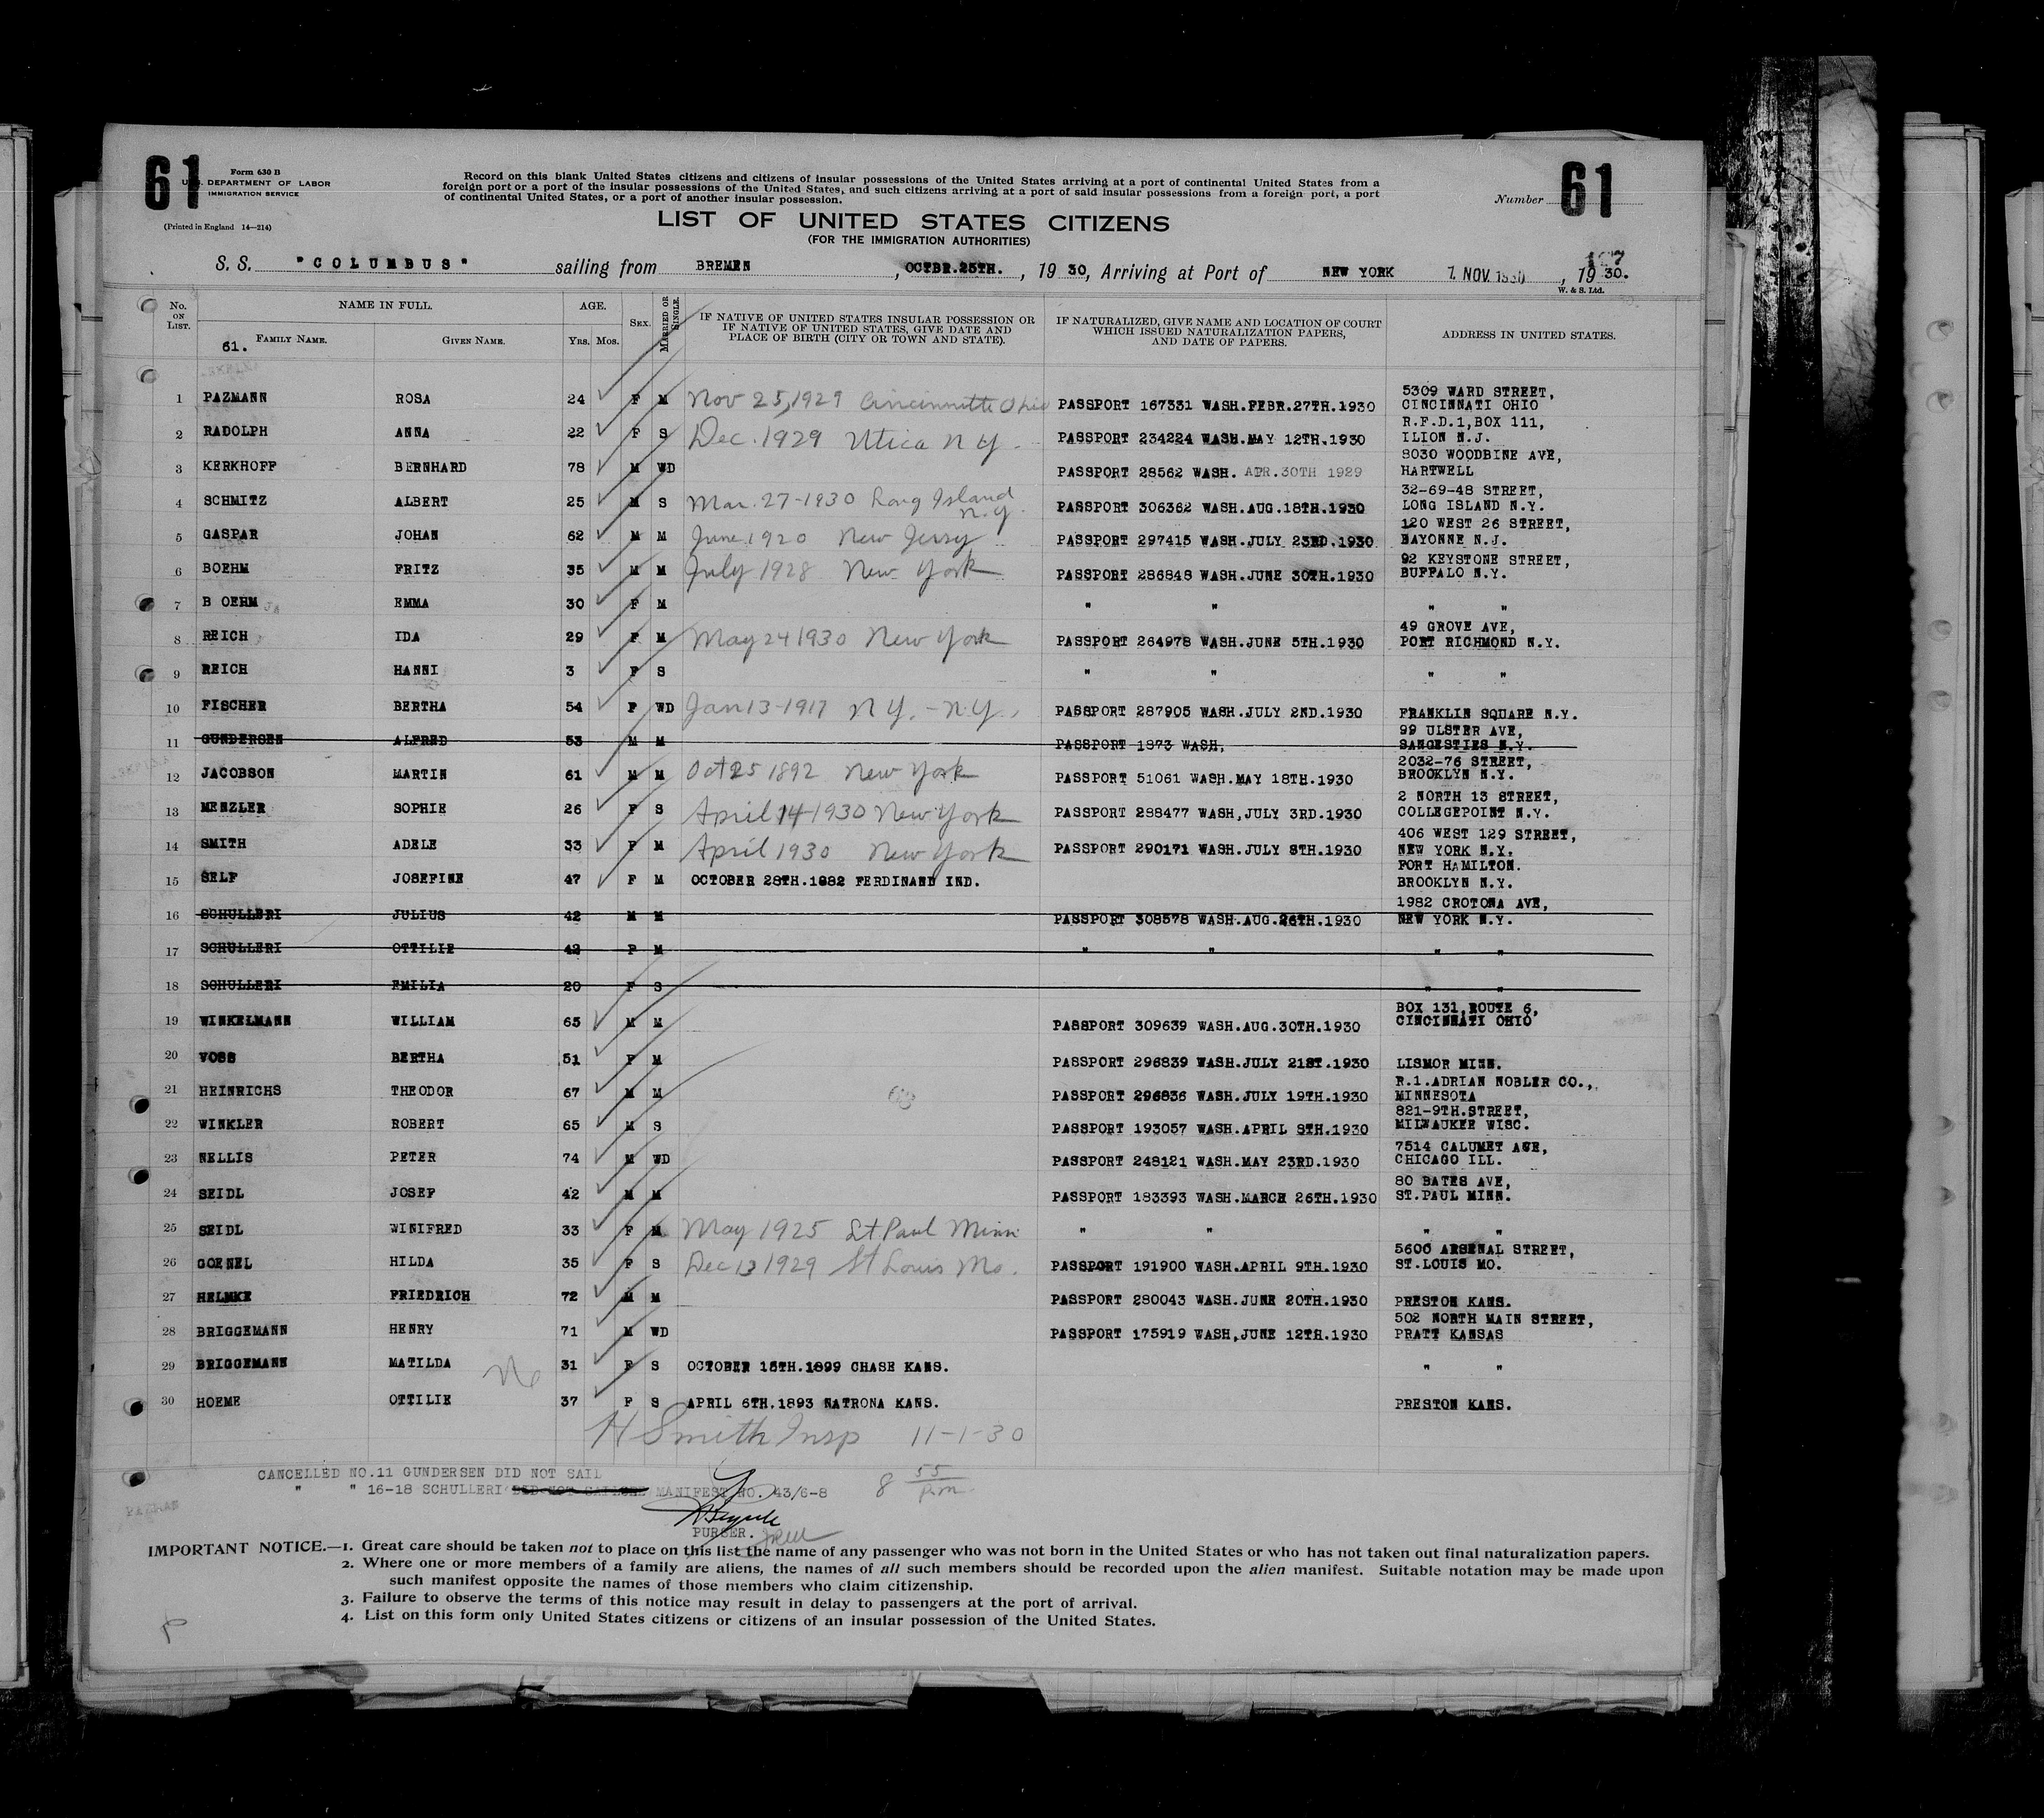 61
Form 630 B
U.S. DEPARTMENT OF LABOR
IMMIGRATION SERVICE
(Printed in England 14—214)
Record on this blank United States citizens and citizens of insular possessions of the United States arriving at a port of continental United States from a
foreign port or a port of the insular possessions of the United States, and such citizens arriving at a port of said insular possessions from a foreign port, a port
of continental United States, or a port of another insular possession.
Number 61
LIST OF UNITED STATES CITIZENS
(FOR THE IMMIGRATION AUTHORITIES)
S. S. "COLUMBUS" sailing from BREMEN, OCTBR.25TH., 19 30, Arriving at Port of NEW YORK 1. NOV. 1930, 19 30.
W. & S. Ltd.
No. ON LIST. NAME IN FULL. AGE. SEX. MARRIED OR SINGLE. IF NATIVE OF UNITED STATES INSULAR POSSESSION OR IF NATIVE OF UNITED STATES, GIVE DATE AND PLACE OF BIRTH (CITY OR TOWN AND STATE). IF NATURALIZED, GIVE NAME AND LOCATION OF COURT WHICH ISSUED NATURALIZATION PAPERS, AND DATE OF PAPERS. ADDRESS IN UNITED STATES.
61. FAMILY NAME. GIVEN NAME. Yrs. Mos.
1 PAZMANN ROSA 24 F M Nov 25, 1929 Cincinnatte Ohio PASSPORT 167331 WASH.FEBR.27TH.1930 5309 WARD STREET, CINCINNATI OHIO
2 RADOLPH ANNA 22 F S Dec. 1929 Utica N Y. PASSPORT 234224 WASH.MAY 12TH.1930 R.F.D.1,BOX 111, ILION N.J.
3 KERKHOFF BERNHARD 78 M WD PASSPORT 28562 WASH. APR.30TH 1929 8030 WOODBINE AVE, HARTWELL
4 SCHMITZ ALBERT 25 M S Mar. 27-1930 Long Island N.Y. PASSPORT 306362 WASH.AUG.18TH.1930 32-69-48 STREET, LONG ISLAND N.Y.
5 GASPAR JOHAN 62 M M June 1920 New Jersy PASSPORT 297415 WASH.JULY 23RD.1930 120 WEST 26 STREET, BAYONNE N.J.
6 BOEHM FRITZ 35 M M July 1928 New York PASSPORT 286848 WASH.JUNE 30TH.1930 92 KEYSTONE STREET, BUFFALO N.Y.
7 B OEHM EMMA 30 F M " " " "
8 REICH IDA 29 F M May 24 1930 New York PASSPORT 264978 WASH.JUNE 5TH.1930 49 GROVE AVE, PORT RICHMOND N.Y.
9 REICH HANNI 3 F S " " " "
10 FISCHER BERTHA 54 F WD Jan 13-1917 N Y. - N.Y. PASSPORT 287905 WASH.JULY 2ND.1930 FRANKLIN SQUARE N.Y.
11 GUNDERSEN ALFRED 53 M M PASSPORT 1873 WASH, 99 ULSTER AVE, SANGESTIES N.Y.
12 JACOBSON MARTIN 61 M M Oct 25 1892 New York PASSPORT 51061 WASH.MAY 18TH.1930 2032-76 STREET, BROOKLYN N.Y.
13 MENZLER SOPHIE 26 F S April 14-1930 New York PASSPORT 288477 WASH,JULY 3RD.1930 2 NORTH 13 STREET, COLLEGEPOINT N.Y.
14 SMITH ADELE 33 F M April 1930 New York PASSPORT 290171 WASH.JULY 8TH.1930 406 WEST 129 STREET, NEW YORK N.Y.
15 SELF JOSEFINE 47 F M OCTOBER 28TH.1882 FERDINAND IND. FORT HAMILTON. BROOKLYN N.Y.
16 SCHULLERI JULIUS 42 M M PASSPORT 308578 WASH.AUG.26TH.1930 1982 CROTONA AVE, NEW YORK N.Y.
17 SCHULLERI OTTILIE 42 F M " " " "
18 SCHULLERI EMILIA 20 F S " "
19 WINKELMANN WILLIAM 65 M M PASSPORT 309639 WASH.AUG.30TH.1930 BOX 131,ROUTE 6, CINCINNATI OHIO
20 VOSS BERTHA 51 F M PASSPORT 296839 WASH.JULY 21ST.1930 LISMOR MINN.
21 HEINRICHS THEODOR 67 M M PASSPORT 296836 WASH.JULY 19TH.1930 R.1.ADRIAN NOBLER CO., MINNESOTA
22 WINKLER ROBERT 65 M S PASSPORT 193057 WASH.APRIL 8TH.1930 821-9TH.STREET, MILWAUKEE WISC.
23 NELLIS PETER 74 M WD PASSPORT 248121 WASH.MAY 23RD.1930 7514 CALUMET AGE, CHICAGO ILL.
24 SEIDL JOSEF 42 M M PASSPORT 183393 WASH.MARCH 26TH.1930 80 BATES AVE, ST.PAUL MINN.
25 SEIDL WINIFRED 33 F M May 1925 St Paul Minn " " " "
26 GOENEL HILDA 35 F S Dec 13 1929 St Louis Mo. PASSPORT 191900 WASH.APRIL 9TH.1930 5600 ARSENAL STREET, ST.LOUIS MO.
27 HELMKE FRIEDRICH 72 M M PASSPORT 280043 WASH.JUNE 20TH.1930 PRESTON KANS.
28 BRIGGEMANN HENRY 71 M WD PASSPORT 175919 WASH,JUNE 12TH.1930 502 NORTH MAIN STREET, PRATT KANSAS
29 BRIGGEMANN MATILDA 31 F S OCTOBER 15TH.1899 CHASE KANS. " "
30 HOEME OTTILIE 37 F S APRIL 6TH.1893 NATRONA KANS. PRESTON KANS.
H Smith Insp 11-1-30
CANCELLED NO.11 GUNDERSEN DID NOT SAIL
" " 16-18 SCHULLERI DID NOT SAIL MANIFEST NO. 43/6-8
8 55 P.m.
PURSER.
IMPORTANT NOTICE.—1. Great care should be taken not to place on this list the name of any passenger who was not born in the United States or who has not taken out final naturalization papers.
2. Where one or more members of a family are aliens, the names of all such members should be recorded upon the alien manifest. Suitable notation may be made upon
such manifest opposite the names of those members who claim citizenship.
3. Failure to observe the terms of this notice may result in delay to passengers at the port of arrival.
4. List on this form only United States citizens or citizens of an insular possession of the United States.